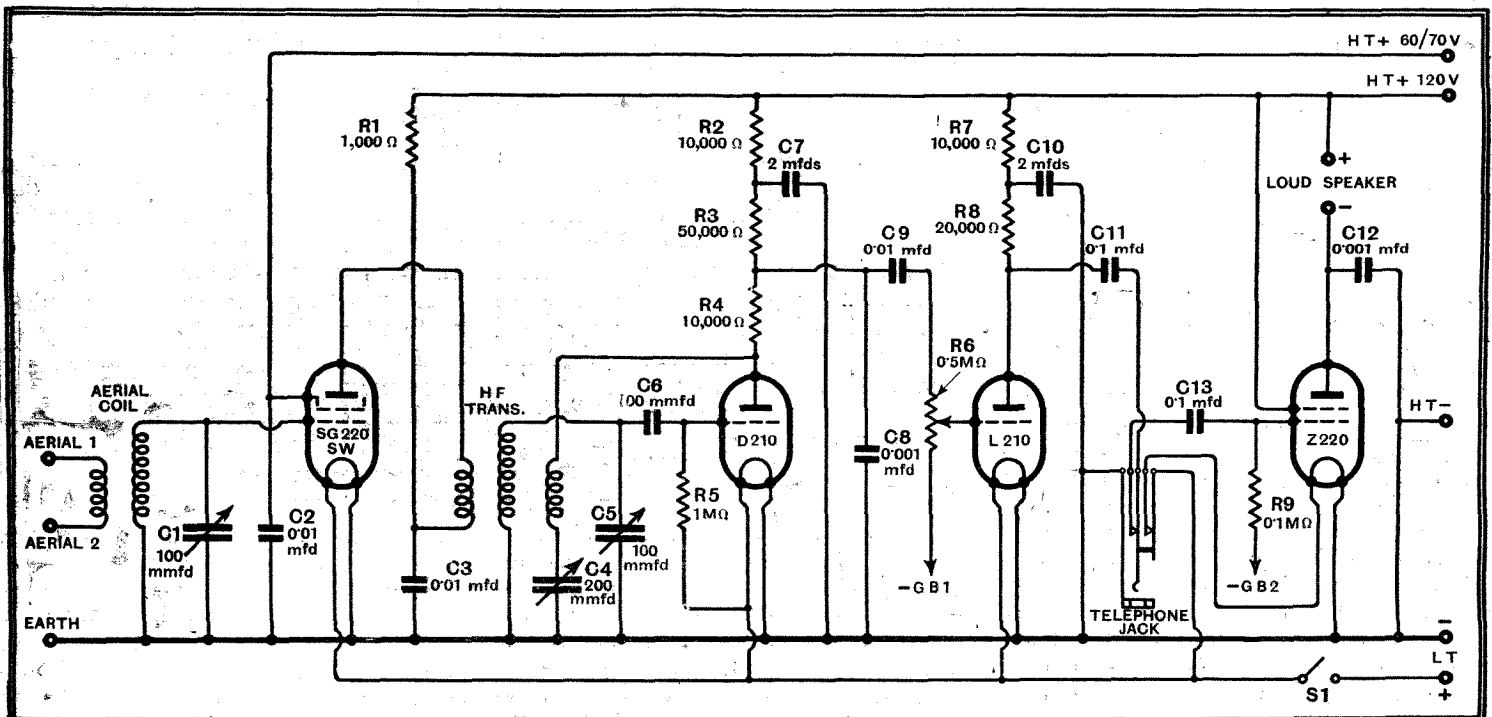 HT+ 60/70V
HT+ 120V
R1
1,000 Ω
R2
10,000 Ω
C7
2 mfds
R7
10,000 Ω
C10
2 mfds
+
LOUD SPEAKER
-
R3
50,000 Ω
R8
20,000 Ω
C9
0·01 mfd
C11
0·1 mfd
C12
0·001 mfd
R4
10,000 Ω
R6
0·5MΩ
AERIAL
COIL
HF
TRANS.
C6
100 mmfd
C13
0·1 mfd
AERIAL 1
SG220
SW
D210
L210
Z220
HT-
C8
0·001
mfd
R5
1MΩ
R9
0·1MΩ
AERIAL 2
C1
100
mmfd
C2
0·01
mfd
C5
100
mmfd
C3
0·01 mfd
C4
200
mmfd
-GB1
-GB2
TELEPHONE
JACK
EARTH
-
LT
+
S1